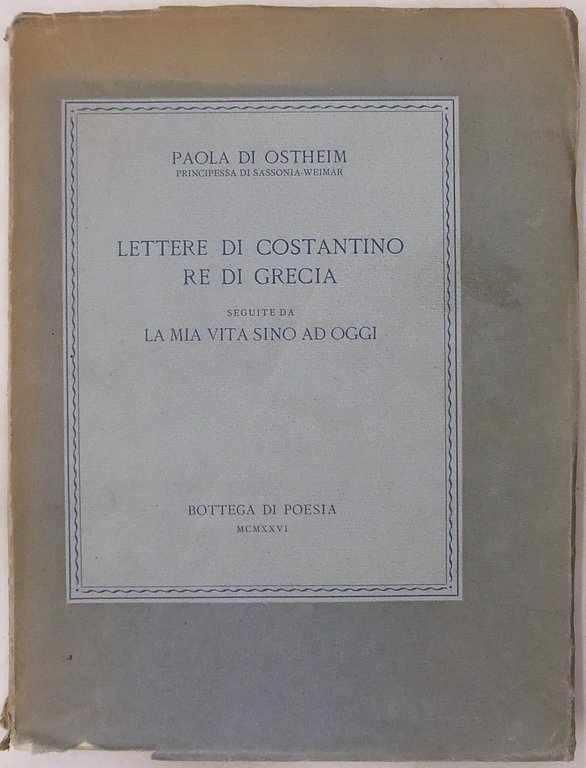 PAOLA DI OSTHEIM
PRINCIPESSA DI SASSONIA-WEIMAR
LETTERE DI COSTANTINO
RE DI GRECIA
SEGUITE DA
LA MIA VITA SINO AD OGGI
BOTTEGA DI POESIA
MCMXXVI